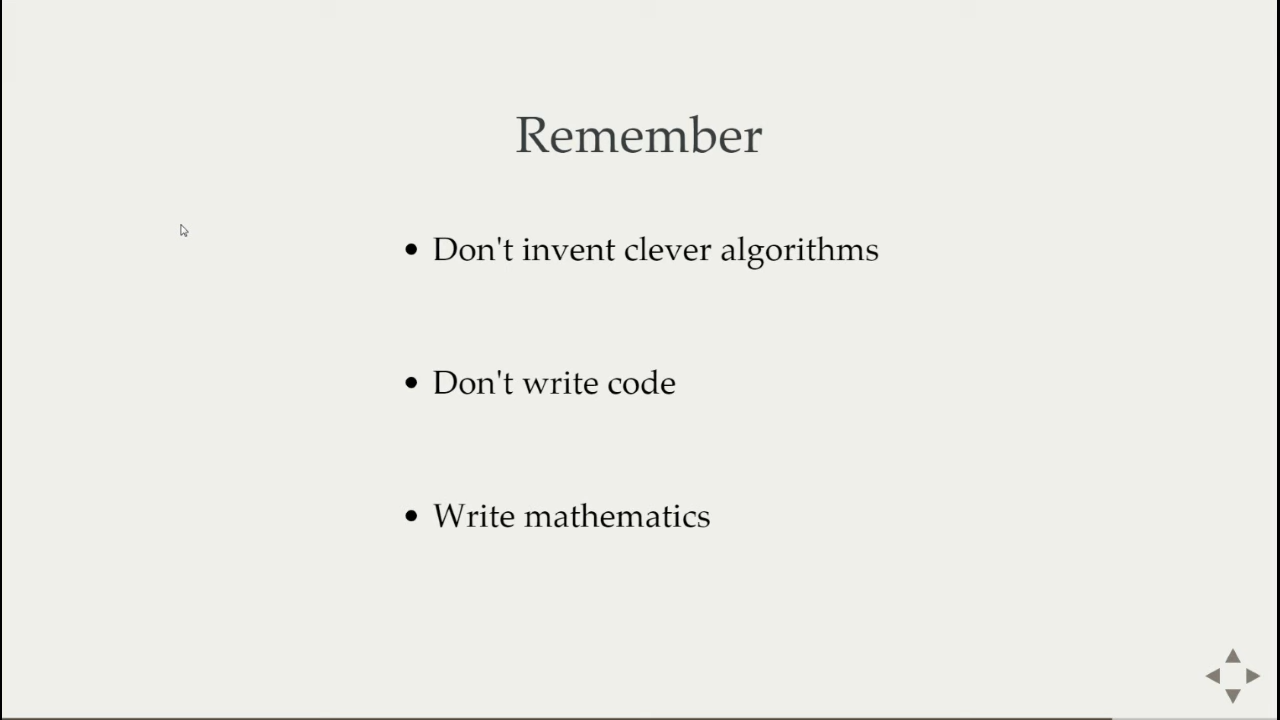 Remember
• Don't invent clever algorithms
• Don't write code
• Write mathematics